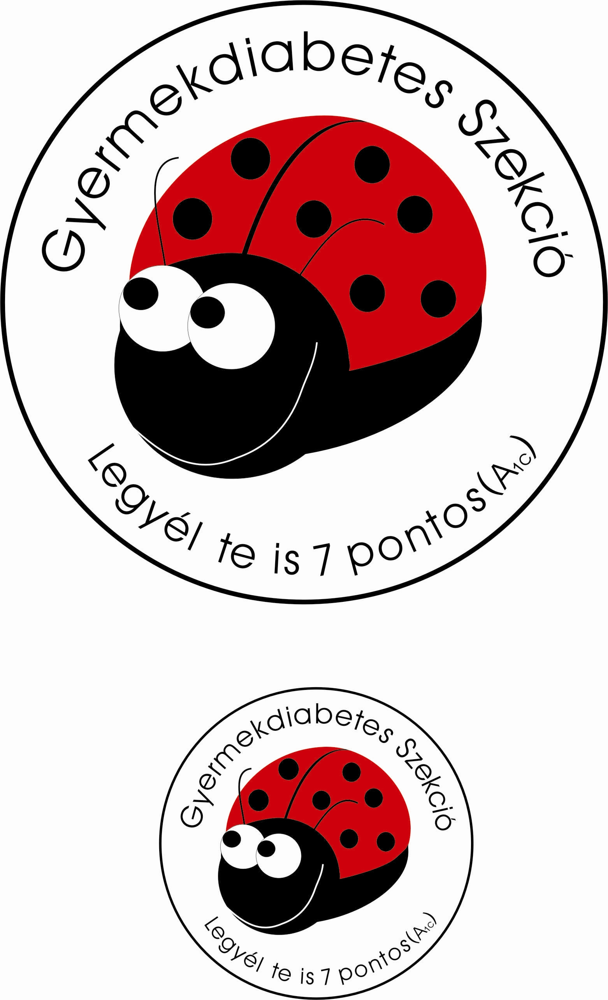 Gyermekdiabetes Szekció
Legyél te is 7 pontos(A1c)
Gyermekdiabetes Szekció
Legyél te is 7 pontos(A1c)